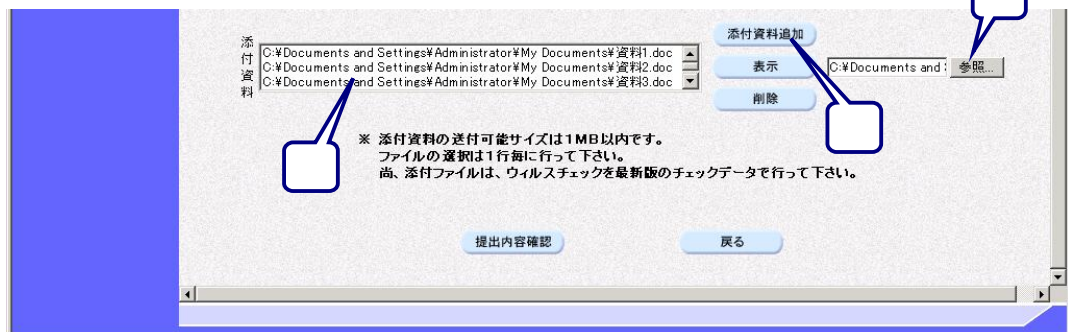 添付資料
C:¥Documents and Settings¥Administrator¥My Documents¥資料1.doc
C:¥Documents and Settings¥Administrator¥My Documents¥資料2.doc
C:¥Documents and Settings¥Administrator¥My Documents¥資料3.doc
添付資料追加
表示
C:¥Documents and
参照...
削除
※ 添付資料の送付可能サイズは1MB以内です。
ファイルの選択は1行毎に行って下さい。
尚、添付ファイルは、ウィルスチェックを最新版のチェックデータで行って下さい。
提出内容確認
戻る